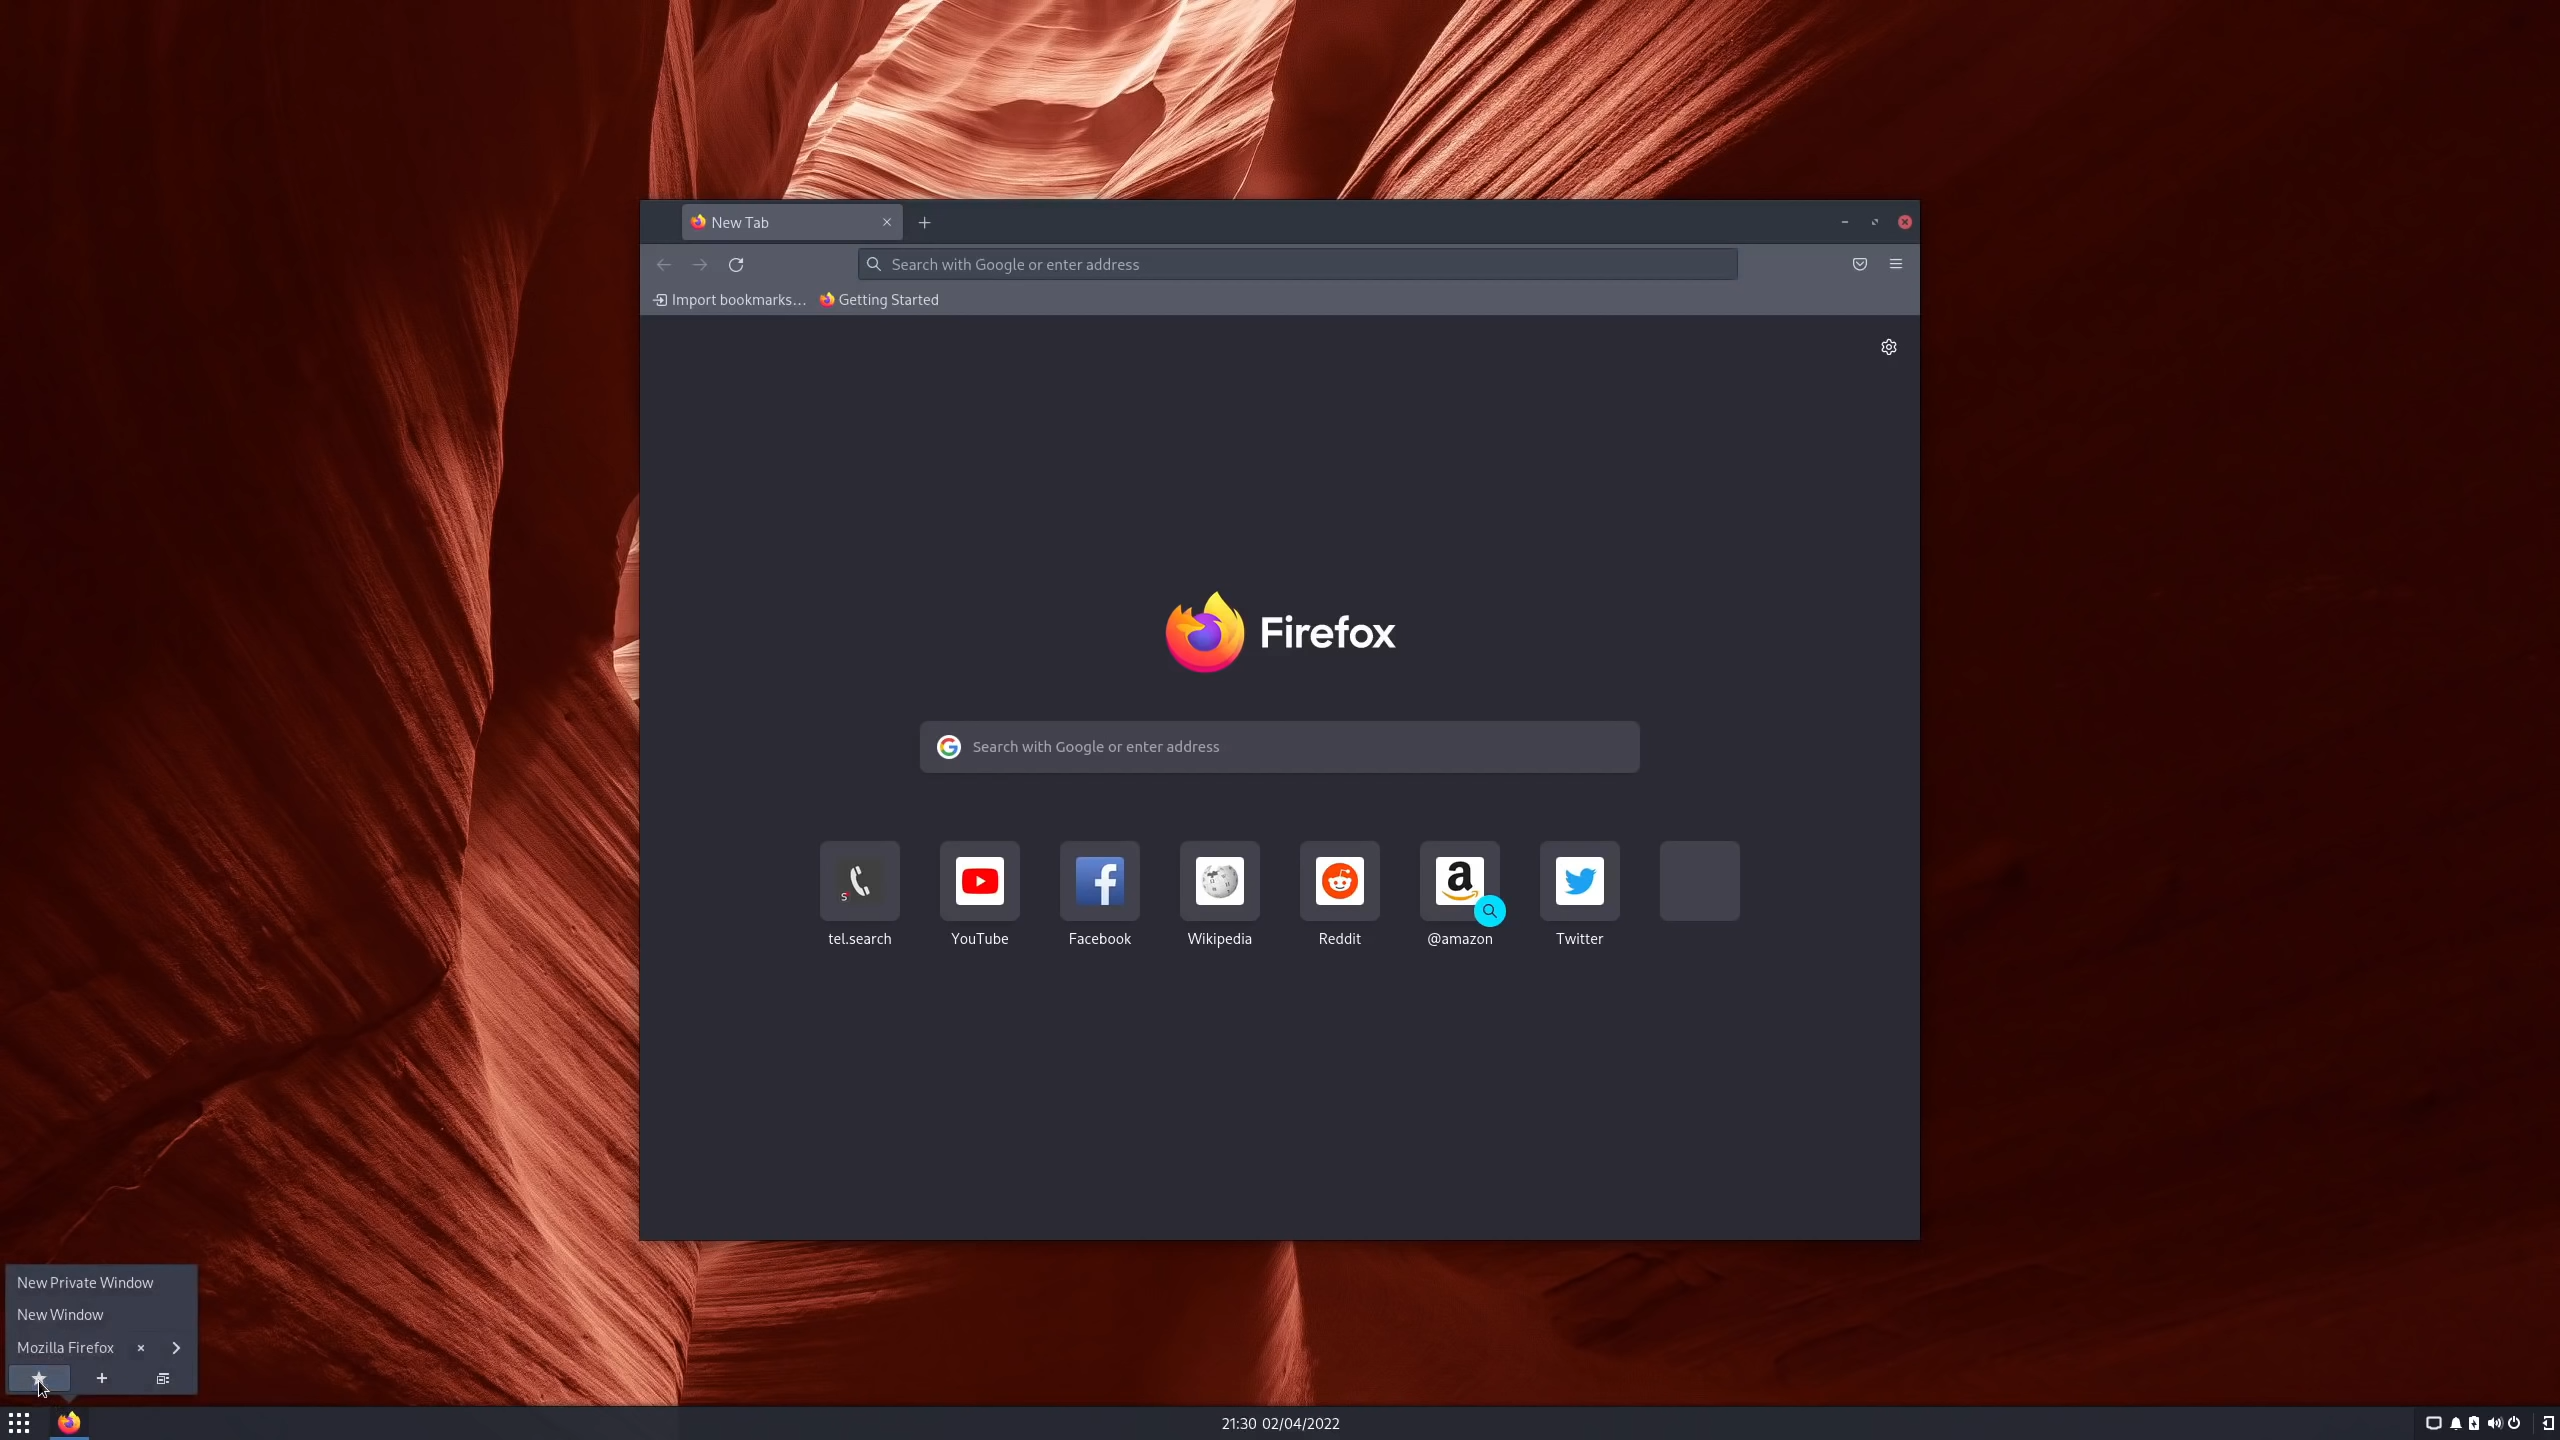 New Tab
Search with Google or enter address
Import bookmarks...
Getting Started
Firefox
Search with Google or enter address
tel.search
YouTube
Facebook
Wikipedia
Reddit
@amazon
Twitter
New Private Window
New Window
Mozilla Firefox
21:30 02/04/2022